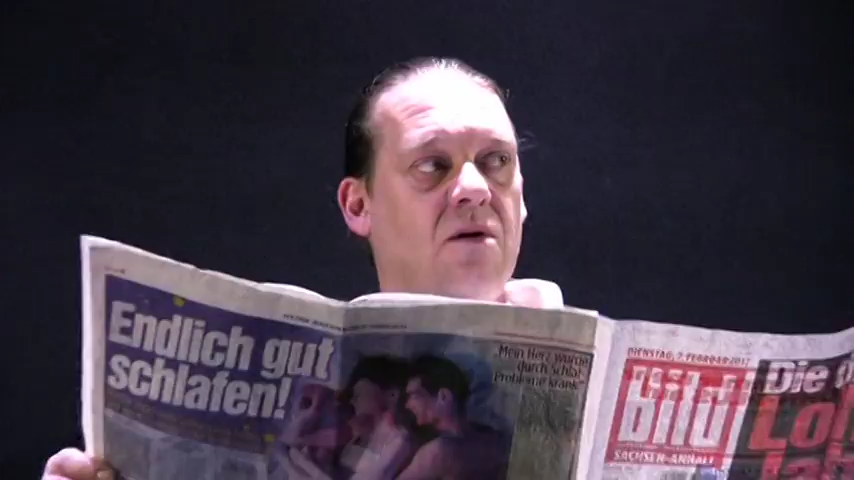 Endlich gut
schlafen!
Mein Herz wurde
durch Schlaf-
Probleme krank
DIENSTAG, 7. FEBRUAR 2012
Bild
SACHSEN-ANHALT
Die